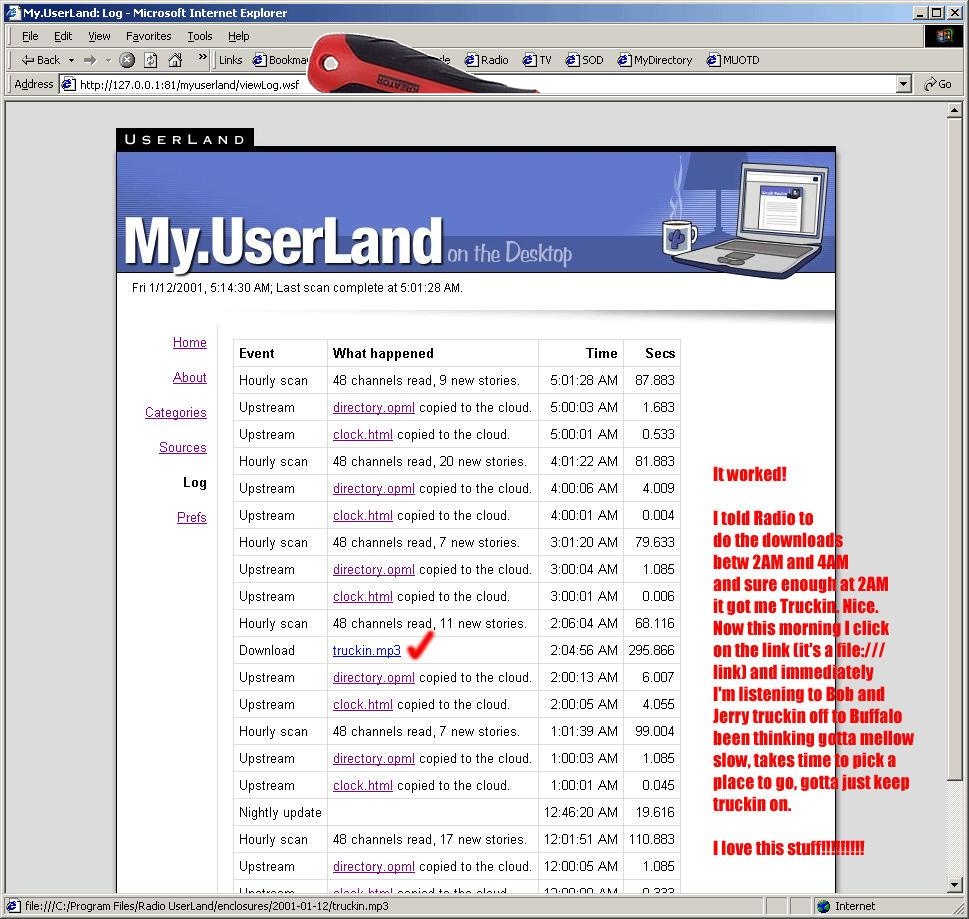 My.UserLand: Log - Microsoft Internet Explorer
File Edit View Favorites Tools Help
Back » Links Radio TV SOD MyDirectory MUOTD
KREATOR
Address http://127.0.0.1:81/myuserland/viewLog.wsf Go
USERLAND
My.UserLand on the Desktop
Fri 1/12/2001, 5:14:30 AM; Last scan complete at 5:01:28 AM.
Home
About
Categories
Sources
Log
Prefs
Event What happened Time Secs
Hourly scan 48 channels read, 9 new stories. 5:01:28 AM 87.883
Upstream directory.opml copied to the cloud. 5:00:03 AM 1.683
Upstream clock.html copied to the cloud. 5:00:01 AM 0.533
Hourly scan 48 channels read, 20 new stories. 4:01:22 AM 81.883
Upstream directory.opml copied to the cloud. 4:00:06 AM 4.009
Upstream clock.html copied to the cloud. 4:00:01 AM 0.004
Hourly scan 48 channels read, 7 new stories. 3:01:20 AM 79.633
Upstream directory.opml copied to the cloud. 3:00:04 AM 1.085
Upstream clock.html copied to the cloud. 3:00:01 AM 0.006
Hourly scan 48 channels read, 11 new stories. 2:06:04 AM 68.116
Download truckin.mp3 2:04:56 AM 295.866
Upstream directory.opml copied to the cloud. 2:00:13 AM 6.007
Upstream clock.html copied to the cloud. 2:00:05 AM 4.055
Hourly scan 48 channels read, 7 new stories. 1:01:39 AM 99.004
Upstream directory.opml copied to the cloud. 1:00:03 AM 1.085
Upstream clock.html copied to the cloud. 1:00:01 AM 0.045
Nightly update 12:46:20 AM 19.616
Hourly scan 48 channels read, 17 new stories. 12:01:51 AM 110.883
Upstream directory.opml copied to the cloud. 12:00:05 AM 1.085
Upstream clock.html copied to the cloud. 12:00:00 AM 0.333
It worked!
I told Radio to
do the downloads
betw 2AM and 4AM
and sure enough at 2AM
it got me Truckin. Nice.
Now this morning I click
on the link (it's a file:///
link) and immediately
I'm listening to Bob and
Jerry truckin off to Buffalo
been thinking gotta mellow
slow, takes time to pick a
place to go, gotta just keep
truckin on.
I love this stuff!!!!!!!!!
file:///C:/Program Files/Radio UserLand/enclosures/2001-01-12/truckin.mp3 Internet